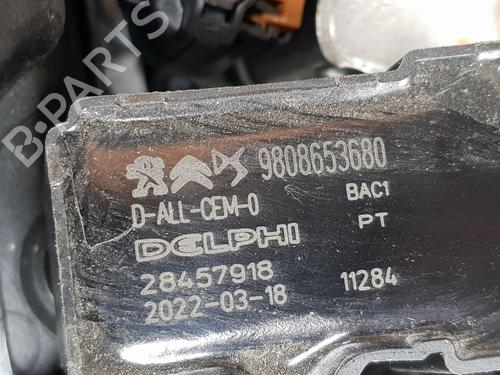 B-PARTS
9808653680
D-ALL-CEM-0 BAC1
DELPHI PT
28457918 11284
2022-03-18